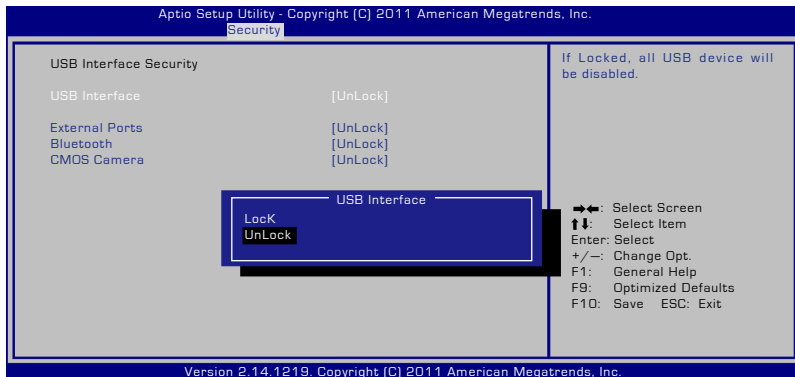 Aptio Setup Utility - Copyright (C) 2011 American Megatrends, Inc.
Security
USB Interface Security
USB Interface [UnLock]
External Ports [UnLock]
Bluetooth [UnLock]
CMOS Camera [UnLock]
USB Interface
LocK
UnLock
If Locked, all USB device will
be disabled.
→←: Select Screen
↑↓: Select Item
Enter: Select
+/—: Change Opt.
F1: General Help
F9: Optimized Defaults
F10: Save ESC: Exit
Version 2.14.1219. Copyright (C) 2011 American Megatrends, Inc.